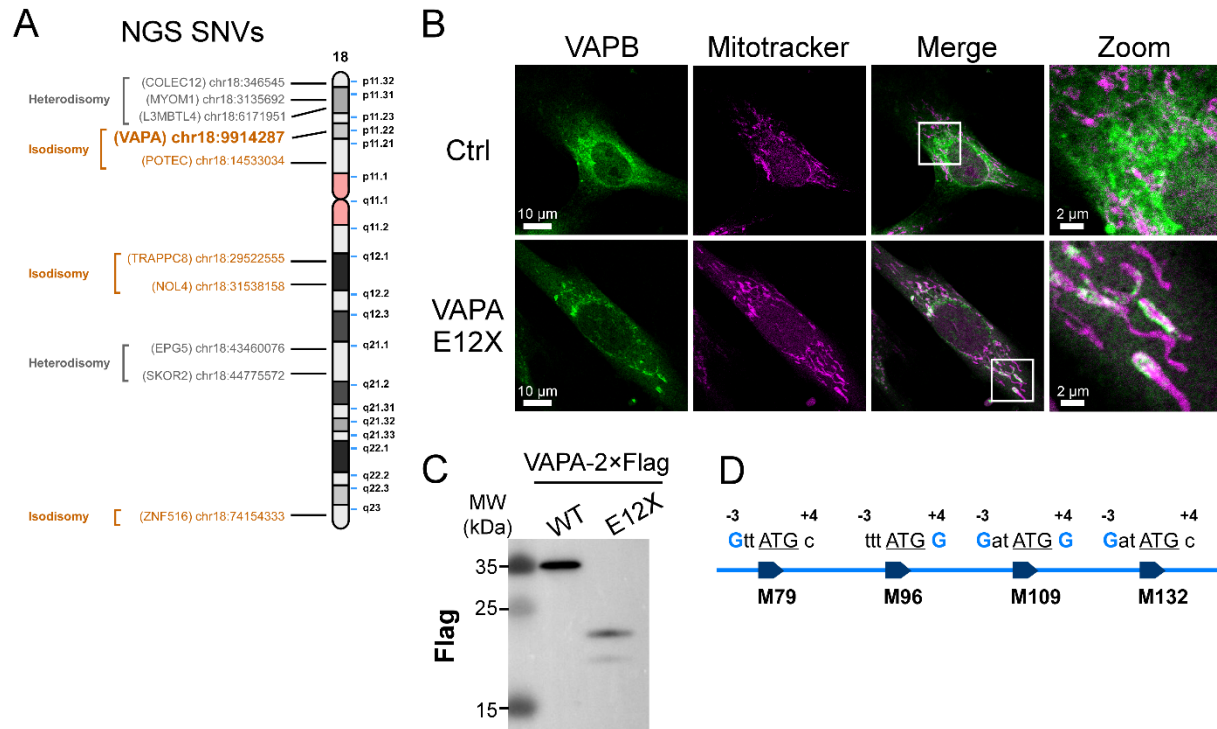 A
NGS SNVs
18
Heterodisomy
(COLEC12) chr18:346545
(MYOM1) chr18:3135692
(L3MBTL4) chr18:6171951
Isodisomy
(VAPA) chr18:9914287
(POTEC) chr18:14533034
Isodisomy
(TRAPPC8) chr18:29522555
(NOL4) chr18:31538158
Heterodisomy
(EPG5) chr18:43460076
(SKOR2) chr18:44775572
Isodisomy
(ZNF516) chr18:74154333
p11.32
p11.31
p11.23
p11.22
p11.21
p11.1
q11.1
q11.2
q12.1
q12.2
q12.3
q21.1
q21.2
q21.31
q21.32
q21.33
q22.1
q22.2
q22.3
q23
B
VAPB Mitotracker Merge Zoom
Ctrl
10 µm
10 µm
2 µm
VAPA
E12X
10 µm
10 µm
2 µm
C
VAPA-2×Flag
MW
(kDa)
WT E12X
35
25
15
Flag
D
-3 +4 +4 -3 +4 -3 +4
Gtt ATG c ttt ATG G Gat ATG G Gat ATG c
M79 M96 M109 M132